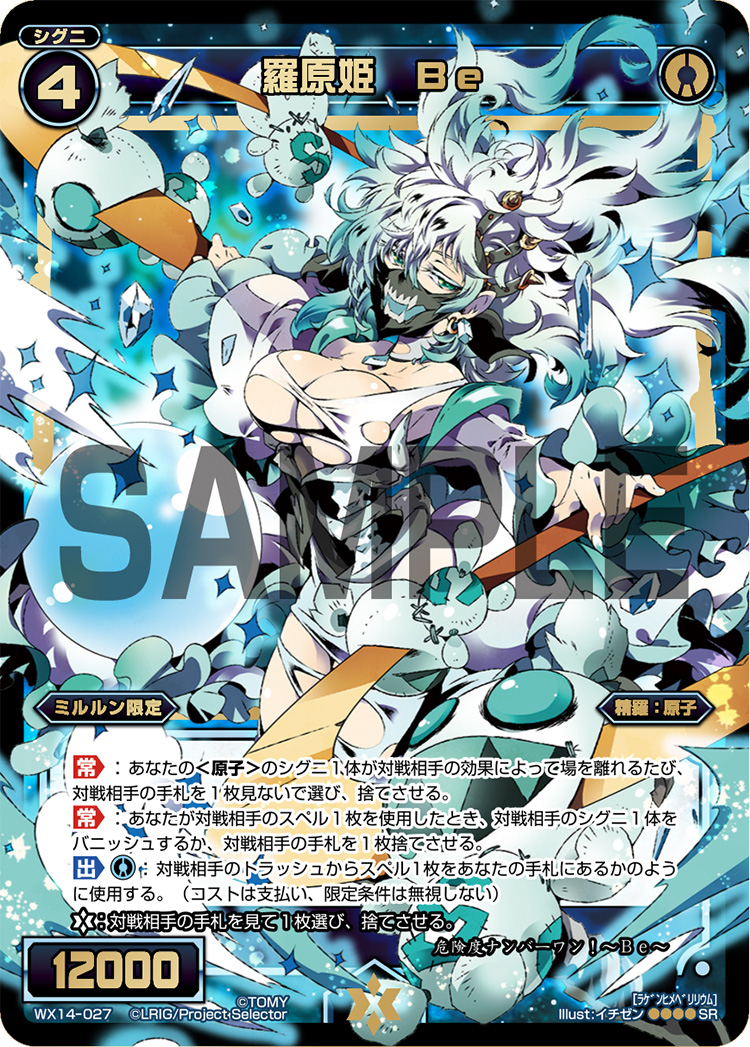 シグニ
4
羅原姫 Be
SAMPLE
ミルルン限定
精羅：原子
常：あなたの<原子>のシグニ１体が対戦相手の効果によって場を離れるたび、
対戦相手の手札を１枚見ないで選び、捨てさせる。
常：あなたが対戦相手のスペル１枚を使用したとき、対戦相手のシグニ１体を
バニッシュするか、対戦相手の手札を１枚捨てさせる。
出：対戦相手のトラッシュからスペル１枚をあなたの手札にあるかのよう
に使用する。（コストは支払い、限定条件は無視しない）
：対戦相手の手札を見て１枚選び、捨てさせる。
危険度ナンバーワン！～Be～
12000
WX14-027 ©LRIG/Project Selector
©TOMY
[ﾗｹﾞﾝﾋﾒﾍﾞﾘﾘｳﾑ]
Illust:イチゼン SR